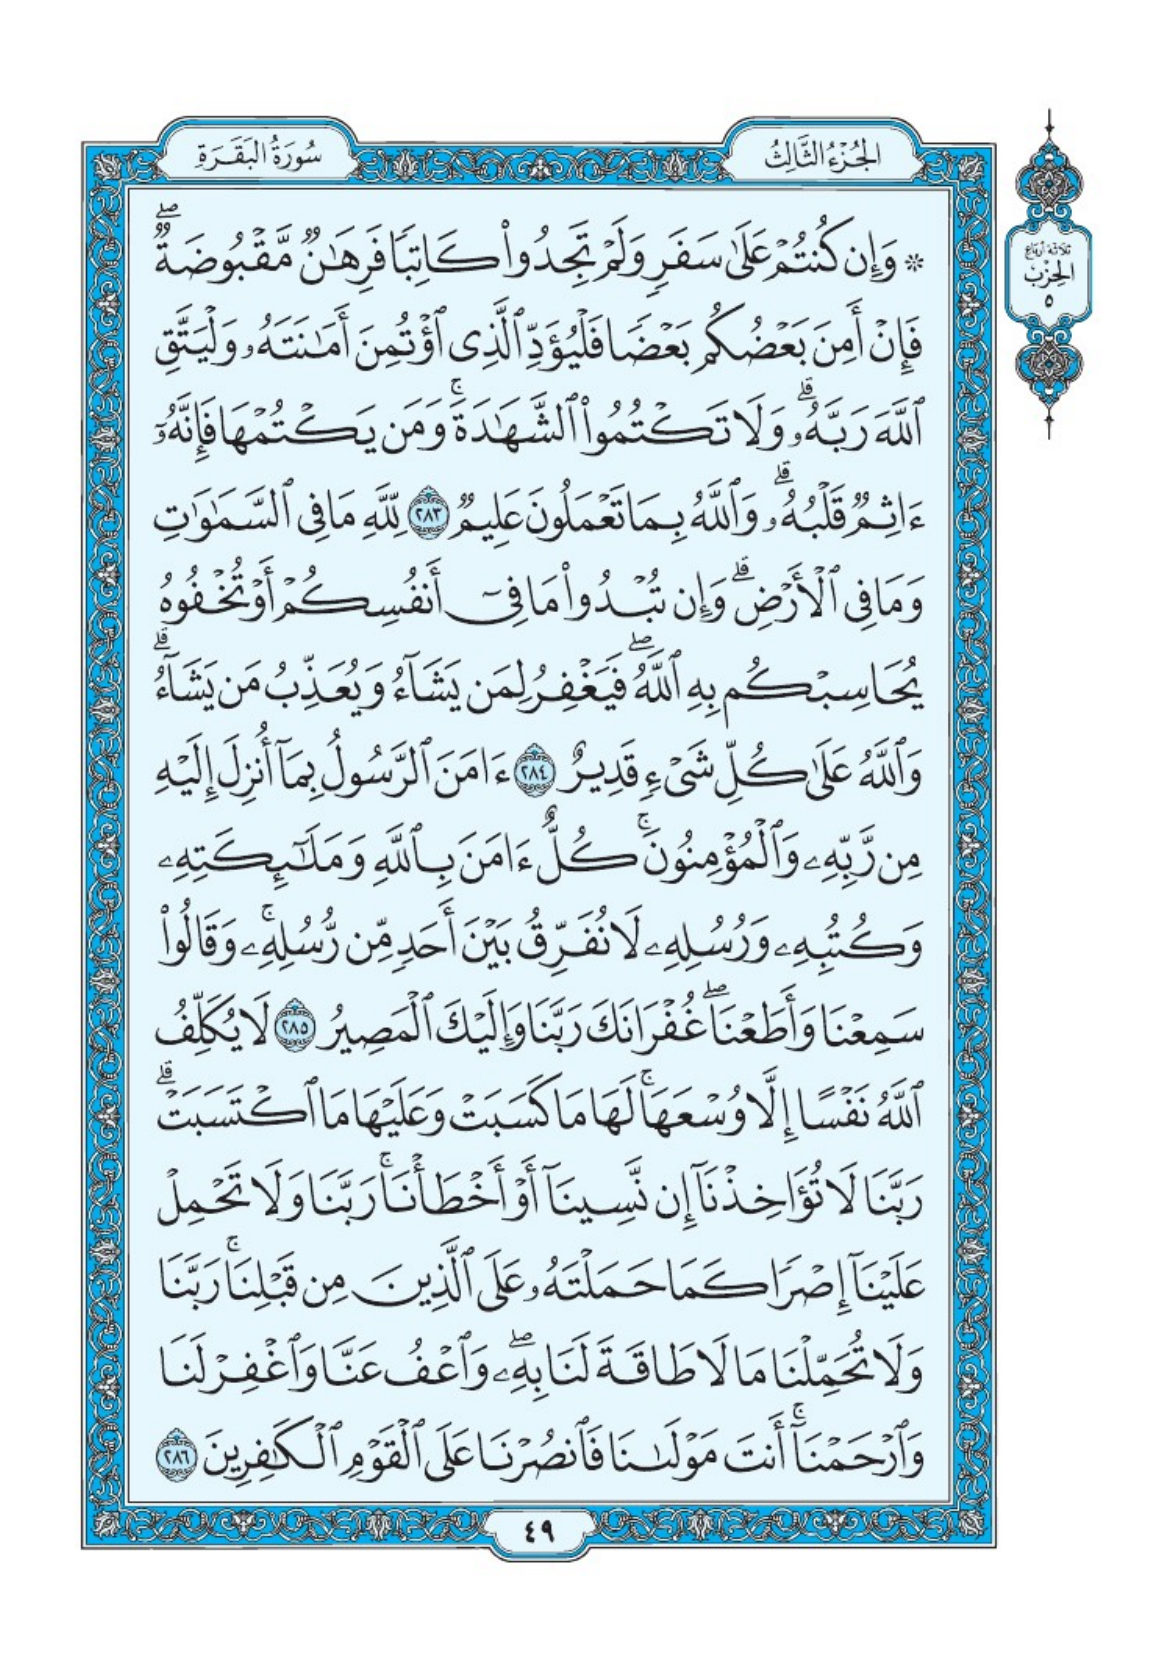 الجُزْءُ الثَّالِثُ
سُورَةُ البَقَرَةِ
ثلاثة أرباع
الحِزْب
٥
* وَإِن كُنتُمْ عَلَىٰ سَفَرٍ وَلَمْ تَجِدُوا۟ كَاتِبًا فَرِهَـٰنٌ مَّقْبُوضَةٌ ۖ
فَإِنْ أَمِنَ بَعْضُكُم بَعْضًا فَلْيُؤَدِّ ٱلَّذِى ٱؤْتُمِنَ أَمَـٰنَتَهُۥ وَلْيَتَّقِ
ٱللَّهَ رَبَّهُۥ ۗ وَلَا تَكْتُمُوا۟ ٱلشَّهَـٰدَةَ ۚ وَمَن يَكْتُمْهَا فَإِنَّهُۥٓ
ءَاثِمٌ قَلْبُهُۥ ۗ وَٱللَّهُ بِمَا تَعْمَلُونَ عَلِيمٌ ٢٨٣ لِّلَّهِ مَا فِى ٱلسَّمَـٰوَٰتِ
وَمَا فِى ٱلْأَرْضِ ۗ وَإِن تُبْدُوا۟ مَا فِىٓ أَنفُسِكُمْ أَوْ تُخْفُوهُ
يُحَاسِبْكُم بِهِ ٱللَّهُ ۖ فَيَغْفِرُ لِمَن يَشَآءُ وَيُعَذِّبُ مَن يَشَآءُ ۗ
وَٱللَّهُ عَلَىٰ كُلِّ شَىْءٍ قَدِيرٌ ٢٨٤ ءَامَنَ ٱلرَّسُولُ بِمَآ أُنزِلَ إِلَيْهِ
مِن رَّبِّهِۦ وَٱلْمُؤْمِنُونَ ۚ كُلٌّ ءَامَنَ بِٱللَّهِ وَمَلَـٰٓئِكَتِهِۦ
وَكُتُبِهِۦ وَرُسُلِهِۦ لَا نُفَرِّقُ بَيْنَ أَحَدٍ مِّن رُّسُلِهِۦ ۚ وَقَالُوا۟
سَمِعْنَا وَأَطَعْنَا ۖ غُفْرَانَكَ رَبَّنَا وَإِلَيْكَ ٱلْمَصِيرُ ٢٨٥ لَا يُكَلِّفُ
ٱللَّهُ نَفْسًا إِلَّا وُسْعَهَا ۚ لَهَا مَا كَسَبَتْ وَعَلَيْهَا مَا ٱكْتَسَبَتْ ۗ
رَبَّنَا لَا تُؤَاخِذْنَآ إِن نَّسِينَآ أَوْ أَخْطَأْنَا ۚ رَبَّنَا وَلَا تَحْمِلْ
عَلَيْنَآ إِصْرًا كَمَا حَمَلْتَهُۥ عَلَى ٱلَّذِينَ مِن قَبْلِنَا ۚ رَبَّنَا
وَلَا تُحَمِّلْنَا مَا لَا طَاقَةَ لَنَا بِهِۦ ۖ وَٱعْفُ عَنَّا وَٱغْفِرْ لَنَا
وَٱرْحَمْنَآ ۚ أَنتَ مَوْلَىٰنَا فَٱنصُرْنَا عَلَى ٱلْقَوْمِ ٱلْكَـٰفِرِينَ ٢٨٦
٤٩